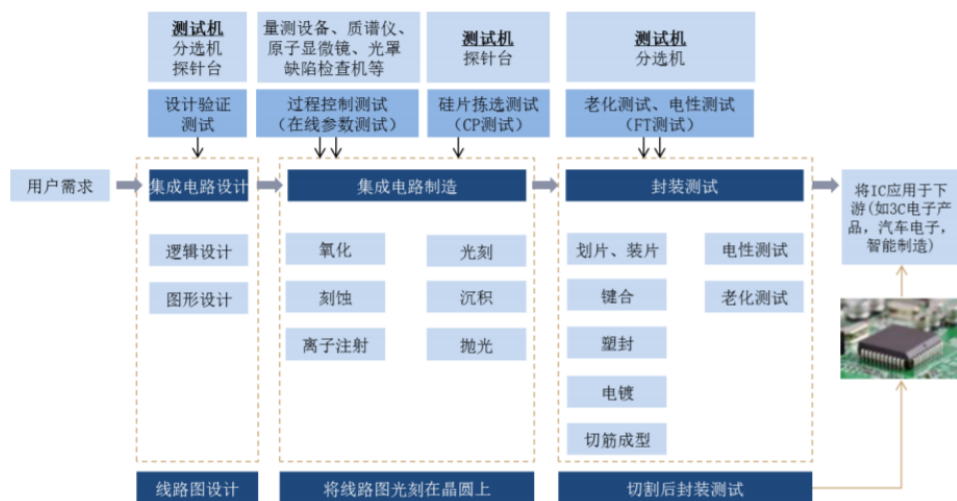 测试机
分选机
探针台
量测设备、质谱仪、
原子显微镜、光罩
缺陷检查机等
测试机
探针台
测试机
分选机
设计验证
测试
过程控制测试
（在线参数测试）
硅片拣选测试
（CP测试）
老化测试、电性测试
（FT测试）
用户需求
集成电路设计
集成电路制造
封装测试
将IC应用于下
游(如3C电子产
品，汽车电子，
智能制造)
逻辑设计
图形设计
氧化
光刻
刻蚀
沉积
离子注射
抛光
划片、装片
电性测试
键合
老化测试
塑封
电镀
切筋成型
线路图设计
将线路图光刻在晶圆上
切割后封装测试